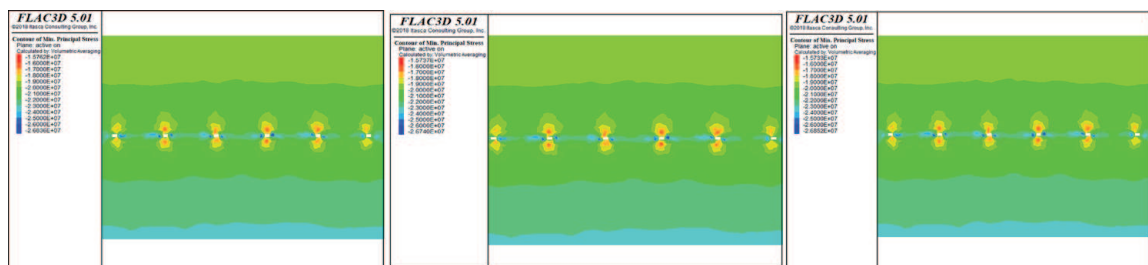 FLAC3D 5.01
©2018 Itasca Consulting Group, Inc.
Contour of Min. Principal Stress
Plane: active on
Calculated by: Volumetric Averaging
-1.5762E+07
-1.6000E+07
-1.7000E+07
-1.8000E+07
-1.9000E+07
-2.0000E+07
-2.1000E+07
-2.2000E+07
-2.3000E+07
-2.4000E+07
-2.5000E+07
-2.6000E+07
FLAC3D 5.01
©2018 Itasca Consulting Group, Inc.
Contour of Min. Principal Stress
Plane: active on
Calculated by: Volumetric Averaging
-1.5737E+07
-1.6000E+07
-1.7000E+07
-1.8000E+07
-1.9000E+07
-2.0000E+07
-2.1000E+07
-2.2000E+07
-2.3000E+07
-2.4000E+07
-2.5000E+07
-2.6000E+07
-2.6746E+07
FLAC3D 5.01
©2018 Itasca Consulting Group, Inc.
Contour of Min. Principal Stress
Plane: active on
Calculated by: Volumetric Averaging
-1.5733E+07
-1.6000E+07
-1.7000E+07
-1.8000E+07
-1.9000E+07
-2.0000E+07
-2.1000E+07
-2.2000E+07
-2.3000E+07
-2.4000E+07
-2.5000E+07
-2.6000E+07